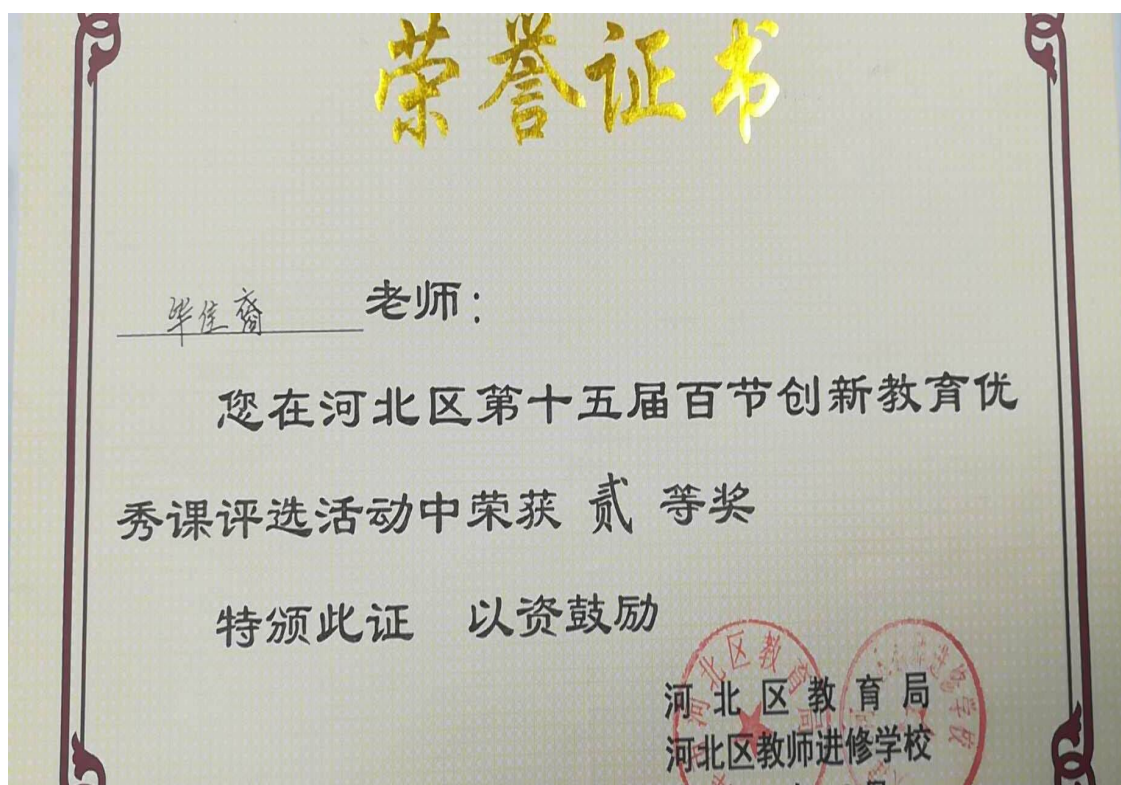 荣誉证书
毕佳裔 老师：
您在河北区第十五届百节创新教育优
秀课评选活动中荣获 贰 等奖
特颁此证 以资鼓励
河北区教育局
河北区教师进修学校